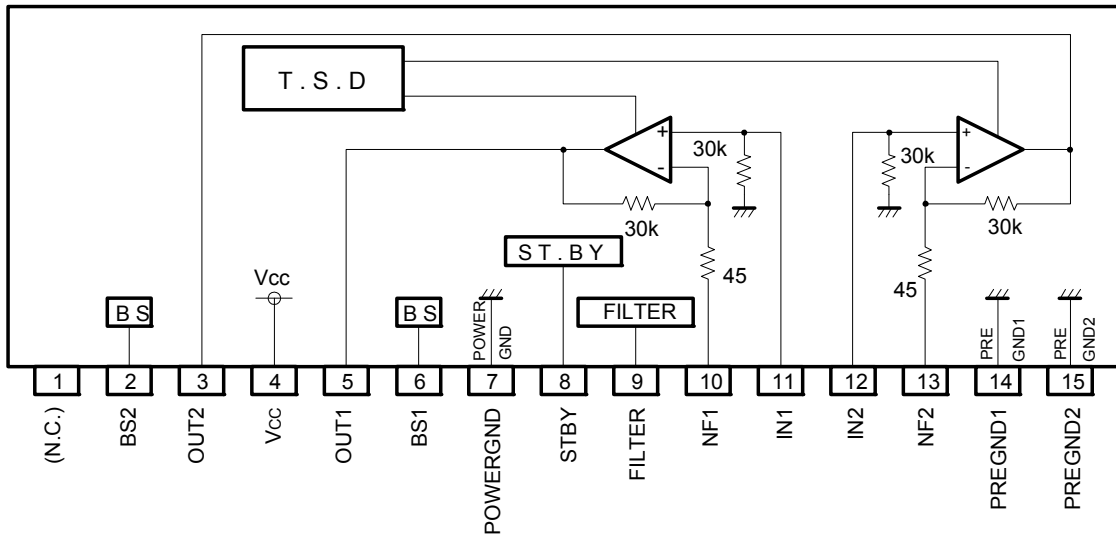 T . S . D
+
-
30k
30k
45
+
-
30k
30k
45
ST.BY
Vcc
BS
BS
POWER
GND
FILTER
PRE
GND1
PRE
GND2
1
2
3
4
5
6
7
8
9
10
11
12
13
14
15
(N.C.)
BS2
OUT2
Vcc
OUT1
BS1
POWERGND
STBY
FILTER
NF1
IN1
IN2
NF2
PREGND1
PREGND2